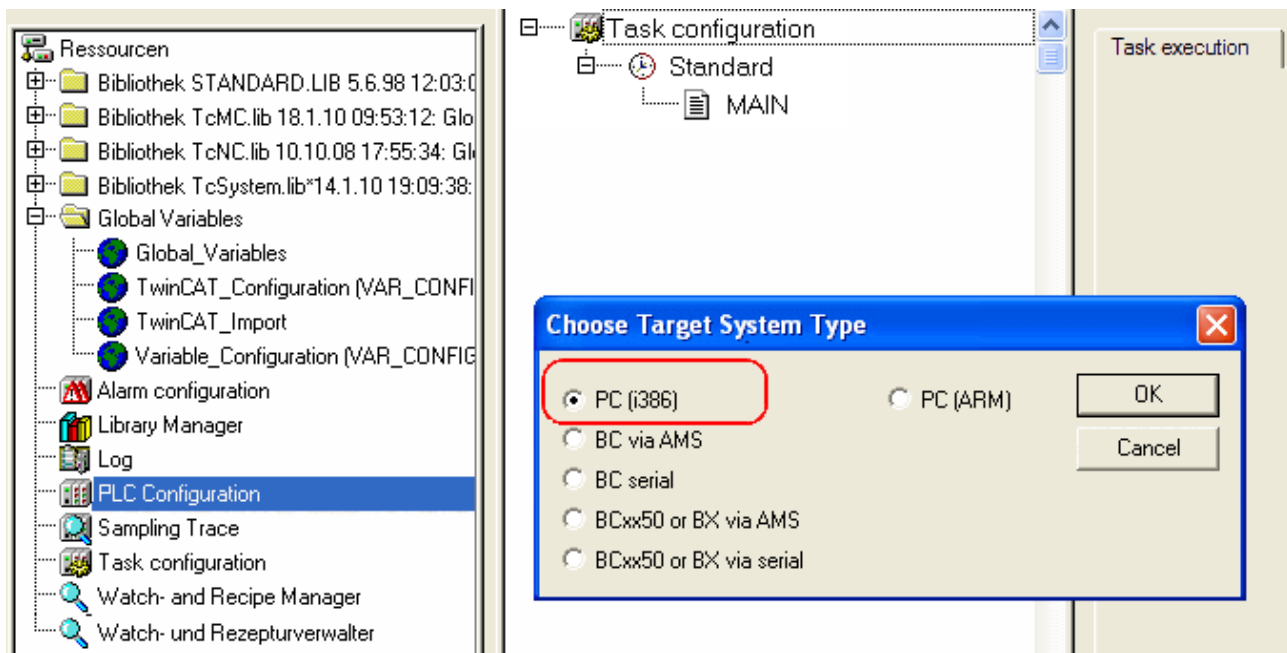 Ressourcen
Bibliothek STANDARD.LIB 5.6.98 12:03:0
Bibliothek TcMC.lib 18.1.10 09:53:12: Glo
Bibliothek TcNC.lib 10.10.08 17:55:34: Gl
Bibliothek TcSystem.lib*14.1.10 19:09:38:
Global Variables
Global_Variables
TwinCAT_Configuration (VAR_CONFI
TwinCAT_Import
Variable_Configuration (VAR_CONFIG
Alarm configuration
Library Manager
Log
PLC Configuration
Sampling Trace
Task configuration
Watch- and Recipe Manager
Watch- und Rezepturverwalter
Task configuration
Standard
MAIN
Task execution
Choose Target System Type
PC (i386)
PC (ARM)
BC via AMS
BC serial
BCxx50 or BX via AMS
BCxx50 or BX via serial
OK
Cancel